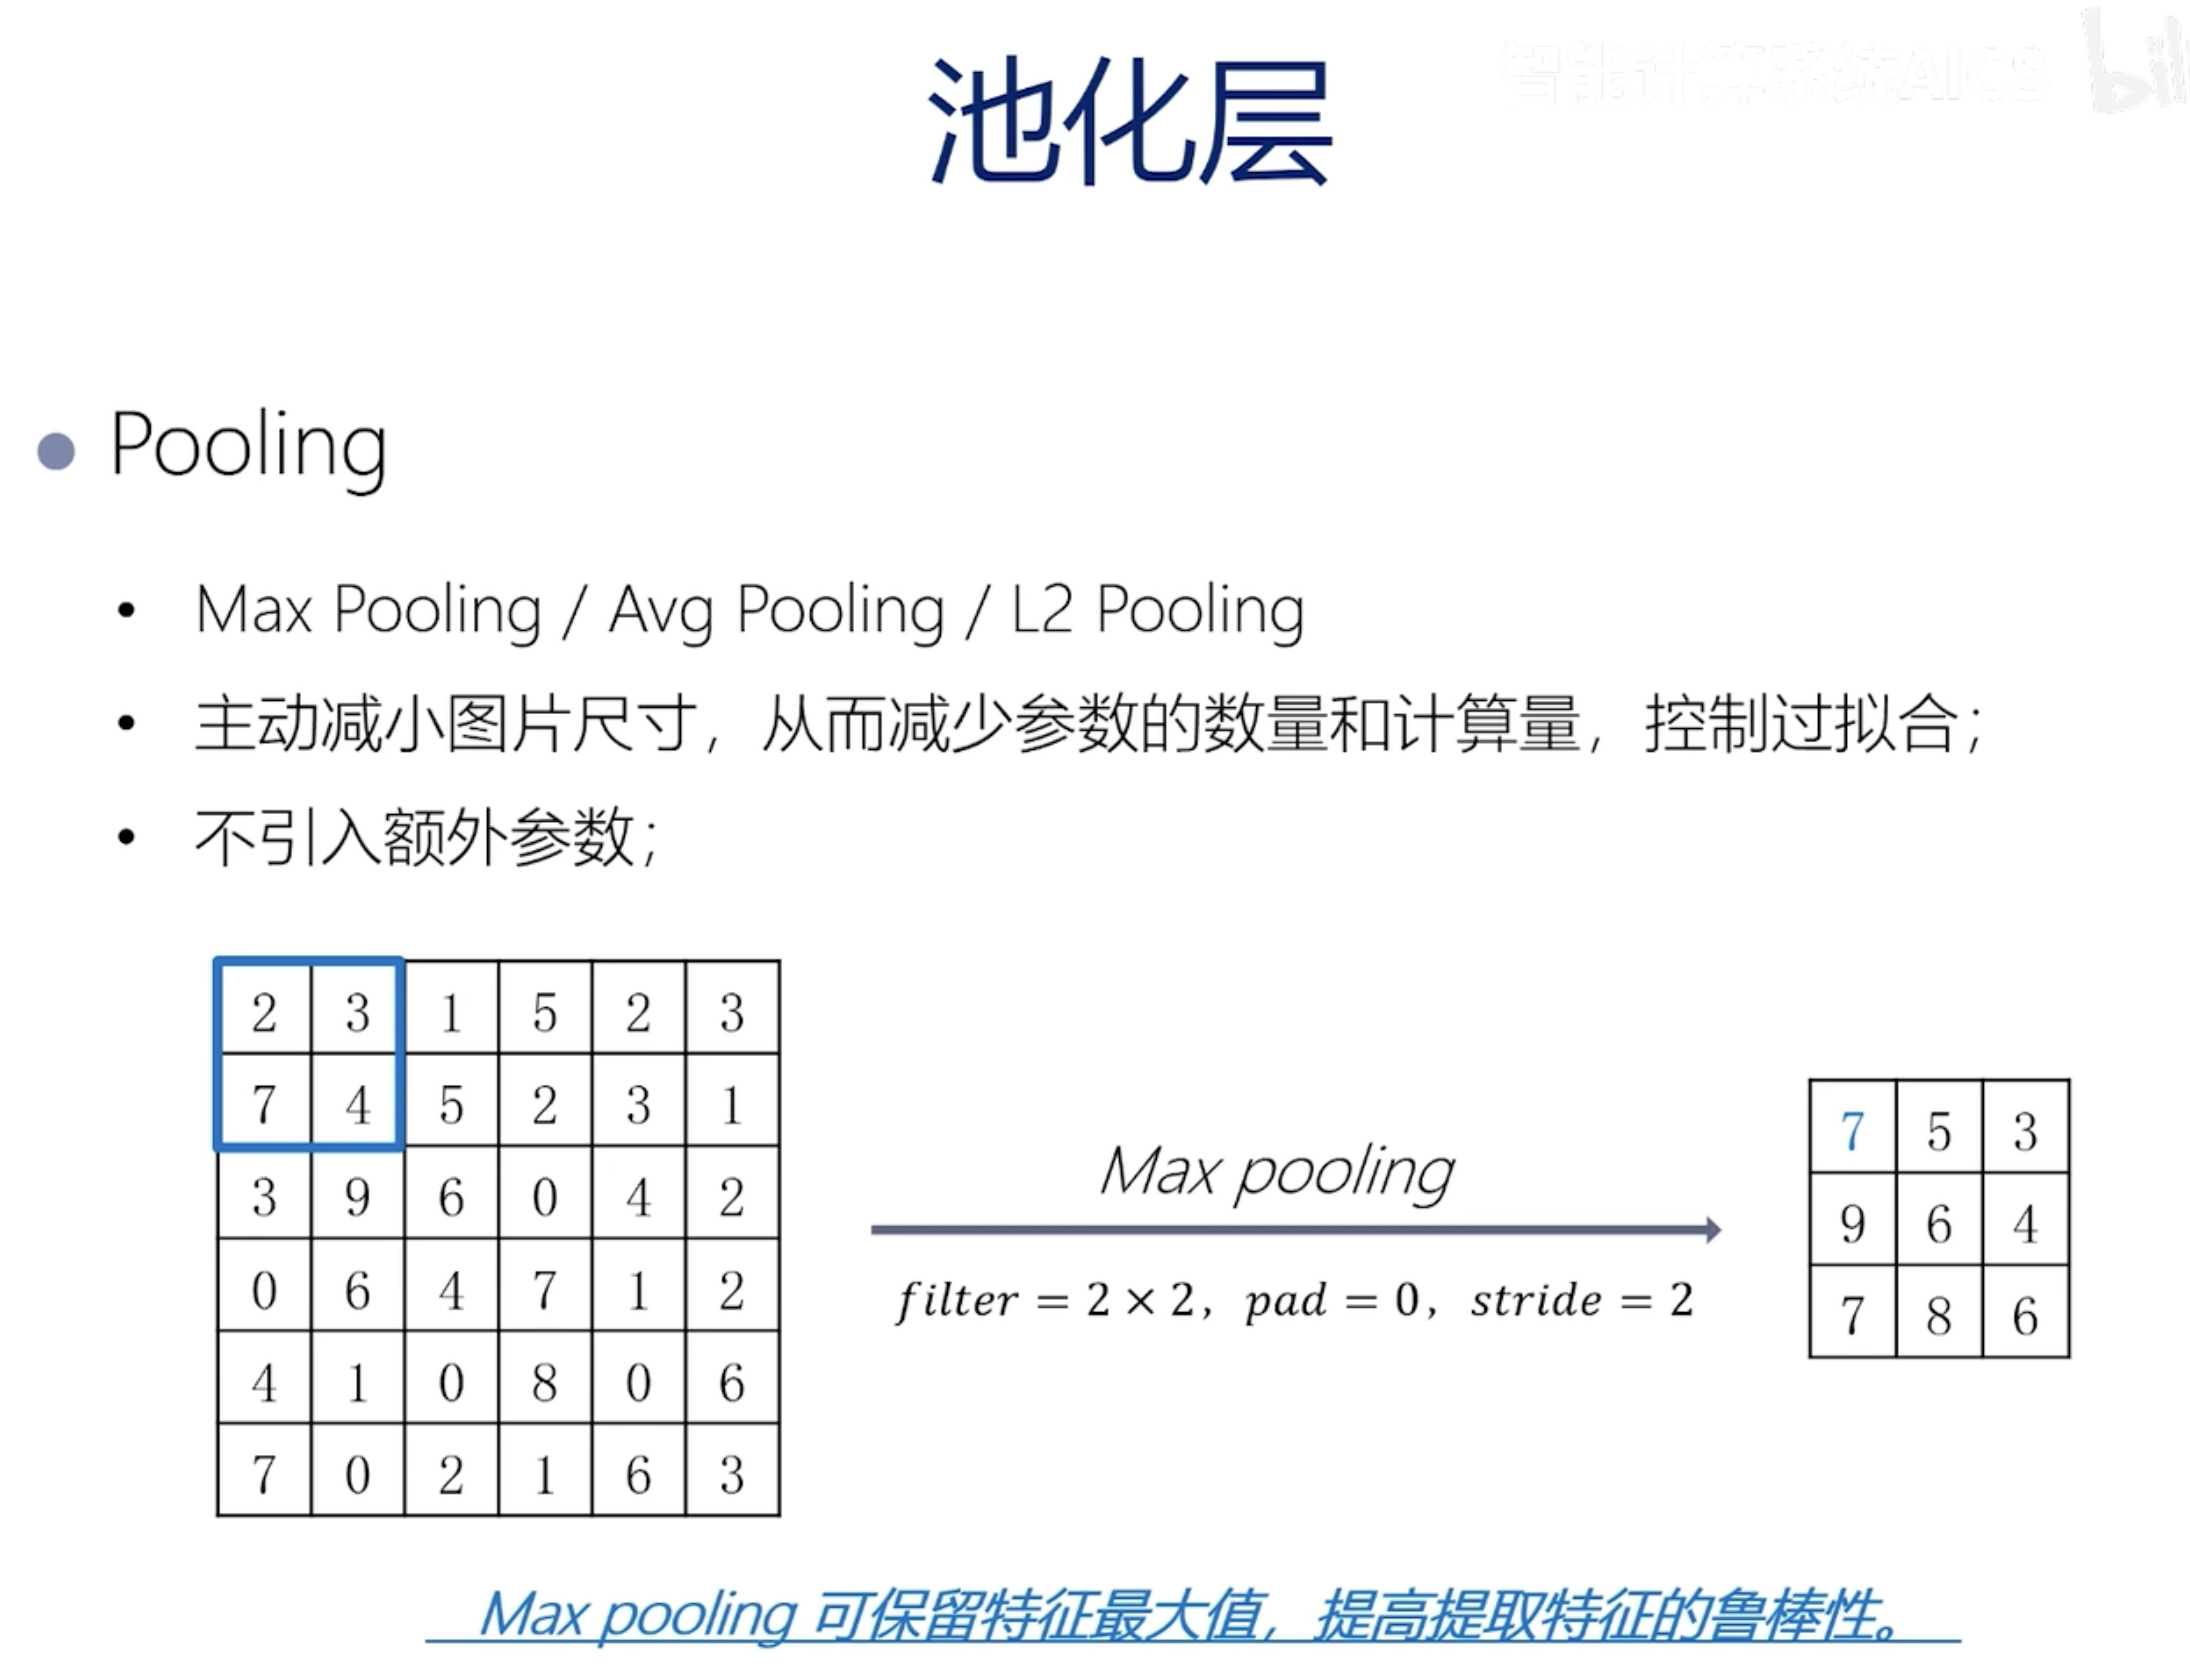 智能计算系统AICS bili
池化层
Pooling
• Max Pooling / Avg Pooling / L2 Pooling
• 主动减小图片尺寸，从而减少参数的数量和计算量，控制过拟合；
• 不引入额外参数；
2 3 1 5 2 3
7 4 5 2 3 1
3 9 6 0 4 2
0 6 4 7 1 2
4 1 0 8 0 6
7 0 2 1 6 3
Max pooling
filter = 2 × 2, pad = 0, stride = 2
7 5 3
9 6 4
7 8 6
Max pooling 可保留特征最大值，提高提取特征的鲁棒性。